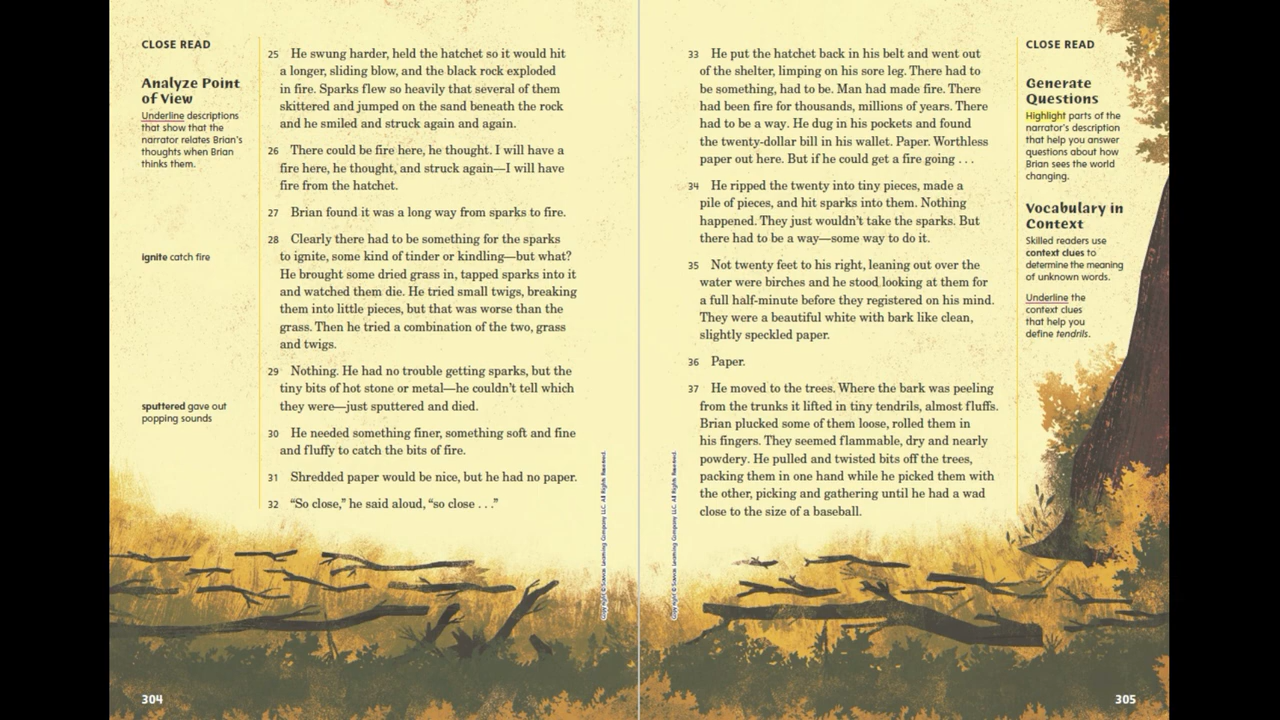 CLOSE READ
Analyze Point
of View
Underline descriptions
that show that the
narrator relates Brian's
thoughts when Brian
thinks them.
ignite catch fire
sputtered gave out
popping sounds
25 He swung harder, held the hatchet so it would hit
a longer, sliding blow, and the black rock exploded
in fire. Sparks flew so heavily that several of them
skittered and jumped on the sand beneath the rock
and he smiled and struck again and again.
26 There could be fire here, he thought. I will have a
fire here, he thought, and struck again—I will have
fire from the hatchet.
27 Brian found it was a long way from sparks to fire.
28 Clearly there had to be something for the sparks
to ignite, some kind of tinder or kindling—but what?
He brought some dried grass in, tapped sparks into it
and watched them die. He tried small twigs, breaking
them into little pieces, but that was worse than the
grass. Then he tried a combination of the two, grass
and twigs.
29 Nothing. He had no trouble getting sparks, but the
tiny bits of hot stone or metal—he couldn't tell which
they were—just sputtered and died.
30 He needed something finer, something soft and fine
and fluffy to catch the bits of fire.
31 Shredded paper would be nice, but he had no paper.
32 “So close,” he said aloud, “so close . . .”
Copyright © Savvas Learning Company LLC. All Rights Reserved.
304
33 He put the hatchet back in his belt and went out
of the shelter, limping on his sore leg. There had to
be something, had to be. Man had made fire. There
had been fire for thousands, millions of years. There
had to be a way. He dug in his pockets and found
the twenty-dollar bill in his wallet. Paper. Worthless
paper out here. But if he could get a fire going . . .
34 He ripped the twenty into tiny pieces, made a
pile of pieces, and hit sparks into them. Nothing
happened. They just wouldn't take the sparks. But
there had to be a way—some way to do it.
35 Not twenty feet to his right, leaning out over the
water were birches and he stood looking at them for
a full half-minute before they registered on his mind.
They were a beautiful white with bark like clean,
slightly speckled paper.
36 Paper.
37 He moved to the trees. Where the bark was peeling
from the trunks it lifted in tiny tendrils, almost fluffs.
Brian plucked some of them loose, rolled them in
his fingers. They seemed flammable, dry and nearly
powdery. He pulled and twisted bits off the trees,
packing them in one hand while he picked them with
the other, picking and gathering until he had a wad
close to the size of a baseball.
Copyright © Savvas Learning Company LLC. All Rights Reserved.
CLOSE READ
Generate
Questions
Highlight parts of the
narrator's description
that help you answer
questions about how
Brian sees the world
changing.
Vocabulary in
Context
Skilled readers use
context clues to
determine the meaning
of unknown words.
Underline the
context clues
that help you
define tendrils.
305